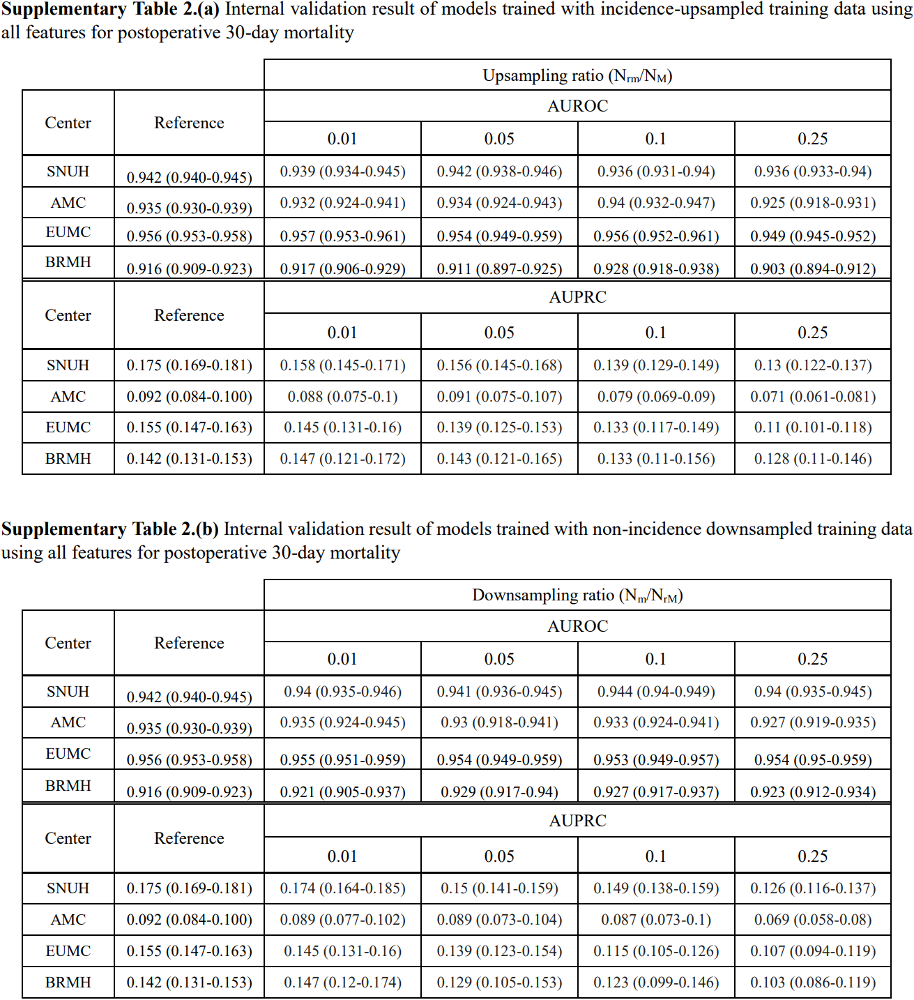 Supplementary Table 2.(a) Internal validation result of models trained with incidence-upsampled training data using
all features for postoperative 30-day mortality
Upsampling ratio (Nrm/NM)
Center Reference AUROC
0.01 0.05 0.1 0.25
SNUH 0.942 (0.940-0.945) 0.939 (0.934-0.945) 0.942 (0.938-0.946) 0.936 (0.931-0.94) 0.936 (0.933-0.94)
AMC 0.935 (0.930-0.939) 0.932 (0.924-0.941) 0.934 (0.924-0.943) 0.94 (0.932-0.947) 0.925 (0.918-0.931)
EUMC 0.956 (0.953-0.958) 0.957 (0.953-0.961) 0.954 (0.949-0.959) 0.956 (0.952-0.961) 0.949 (0.945-0.952)
BRMH 0.916 (0.909-0.923) 0.917 (0.906-0.929) 0.911 (0.897-0.925) 0.928 (0.918-0.938) 0.903 (0.894-0.912)
Center Reference AUPRC
0.01 0.05 0.1 0.25
SNUH 0.175 (0.169-0.181) 0.158 (0.145-0.171) 0.156 (0.145-0.168) 0.139 (0.129-0.149) 0.13 (0.122-0.137)
AMC 0.092 (0.084-0.100) 0.088 (0.075-0.1) 0.091 (0.075-0.107) 0.079 (0.069-0.09) 0.071 (0.061-0.081)
EUMC 0.155 (0.147-0.163) 0.145 (0.131-0.16) 0.139 (0.125-0.153) 0.133 (0.117-0.149) 0.11 (0.101-0.118)
BRMH 0.142 (0.131-0.153) 0.147 (0.121-0.172) 0.143 (0.121-0.165) 0.133 (0.11-0.156) 0.128 (0.11-0.146)
Supplementary Table 2.(b) Internal validation result of models trained with non-incidence downsampled training data
using all features for postoperative 30-day mortality
Downsampling ratio (Nm/NrM)
Center Reference AUROC
0.01 0.05 0.1 0.25
SNUH 0.942 (0.940-0.945) 0.94 (0.935-0.946) 0.941 (0.936-0.945) 0.944 (0.94-0.949) 0.94 (0.935-0.945)
AMC 0.935 (0.930-0.939) 0.935 (0.924-0.945) 0.93 (0.918-0.941) 0.933 (0.924-0.941) 0.927 (0.919-0.935)
EUMC 0.956 (0.953-0.958) 0.955 (0.951-0.959) 0.954 (0.949-0.959) 0.953 (0.949-0.957) 0.954 (0.95-0.959)
BRMH 0.916 (0.909-0.923) 0.921 (0.905-0.937) 0.929 (0.917-0.94) 0.927 (0.917-0.937) 0.923 (0.912-0.934)
Center Reference AUPRC
0.01 0.05 0.1 0.25
SNUH 0.175 (0.169-0.181) 0.174 (0.164-0.185) 0.15 (0.141-0.159) 0.149 (0.138-0.159) 0.126 (0.116-0.137)
AMC 0.092 (0.084-0.100) 0.089 (0.077-0.102) 0.089 (0.073-0.104) 0.087 (0.073-0.1) 0.069 (0.058-0.08)
EUMC 0.155 (0.147-0.163) 0.145 (0.131-0.16) 0.139 (0.123-0.154) 0.115 (0.105-0.126) 0.107 (0.094-0.119)
BRMH 0.142 (0.131-0.153) 0.147 (0.12-0.174) 0.129 (0.105-0.153) 0.123 (0.099-0.146) 0.103 (0.086-0.119)